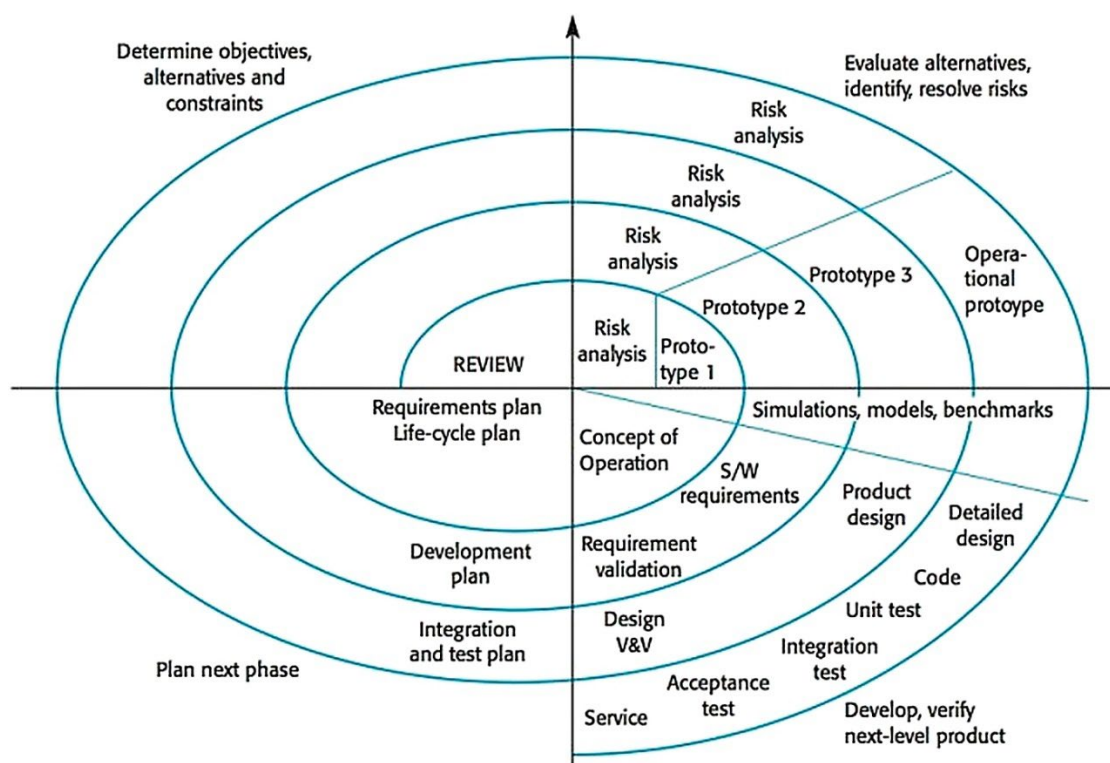 Determine objectives,
alternatives and
constraints
Evaluate alternatives,
identify, resolve risks
Risk
analysis
Risk
analysis
Risk
analysis
Risk
analysis
Proto-
type 1
Prototype 2
Prototype 3
Opera-
tional
protoype
REVIEW
Requirements plan
Life-cycle plan
Concept of
Operation
Simulations, models, benchmarks
S/W
requirements
Product
design
Detailed
design
Development
plan
Requirement
validation
Code
Unit test
Integration
and test plan
Design
V&V
Integration
test
Plan next phase
Acceptance
test
Service
Develop, verify
next-level product